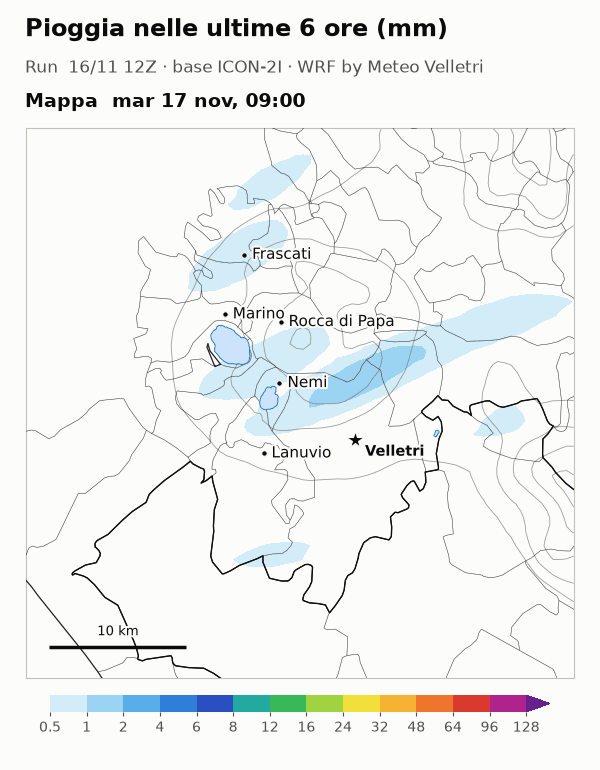 Pioggia nelle ultime 6 ore (mm)
Run  16/11 12Z · base ICON-2I · WRF by Meteo Velletri
Mappa  mar 17 nov, 09:00
Frascati
Marino
Rocca di Papa
Nemi
Velletri
Lanuvio
10 km
0.5 1 2 4 6 8 12 16 24 32 48 64 96 128